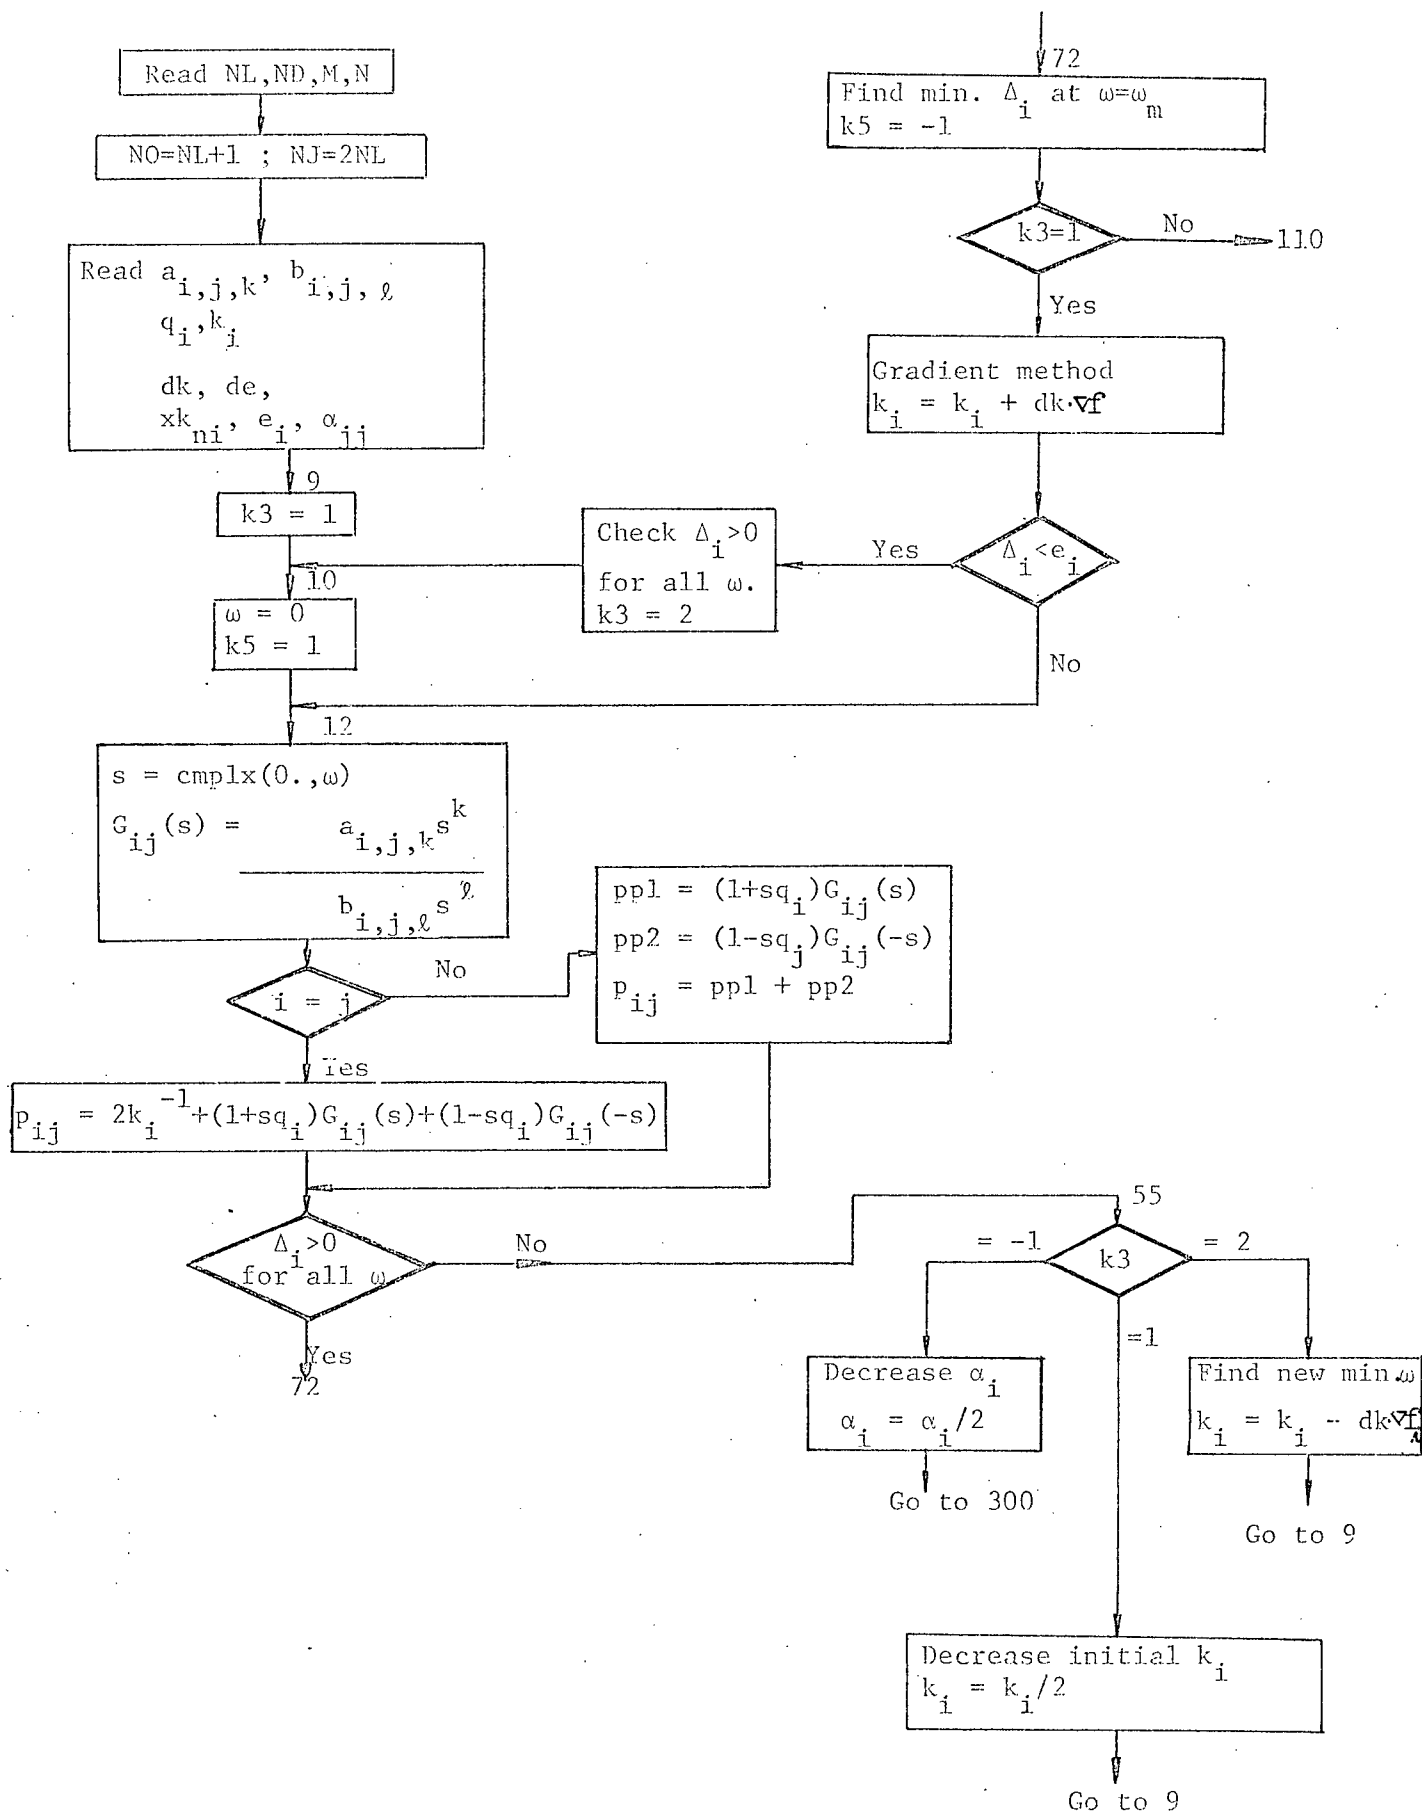 Read NL,ND,M,N
NO=NL+1 ; NJ=2NL
Read a_{i,j,k}, b_{i,j,ℓ}
q_i,k_i
dk, de,
xk_{ni}, e_i, α_{jj}
9
k3 = 1
10
ω = 0
k5 = 1
12
s = cmplx(0.,ω)
G_{ij}(s) = a_{i,j,k}s^k
b_{i,j,ℓ}s^ℓ
i = j
No
Yes
pp1 = (1+sq_i)G_{ij}(s)
pp2 = (1-sq_j)G_{ij}(-s)
p_{ij} = pp1 + pp2
p_{ij} = 2k_i^{-1}+(1+sq_i)G_{ij}(s)+(1-sq_i)G_{ij}(-s)
Δ_i>0
for all ω
No
Yes
72
72
Find min. Δ_i at ω=ω_m
k5 = -1
k3=1
No
110
Yes
Gradient method
k_i = k_i + dk·∇f
Δ_i<e_i
Yes
No
Check Δ_i>0
for all ω.
k3 = 2
55
k3
= -1
= 2
=1
Decrease α_i
α_i = α_i/2
Go to 300
Find new min.ω
k_i = k_i - dk∇f
Go to 9
Decrease initial k_i
k_i = k_i/2
Go to 9